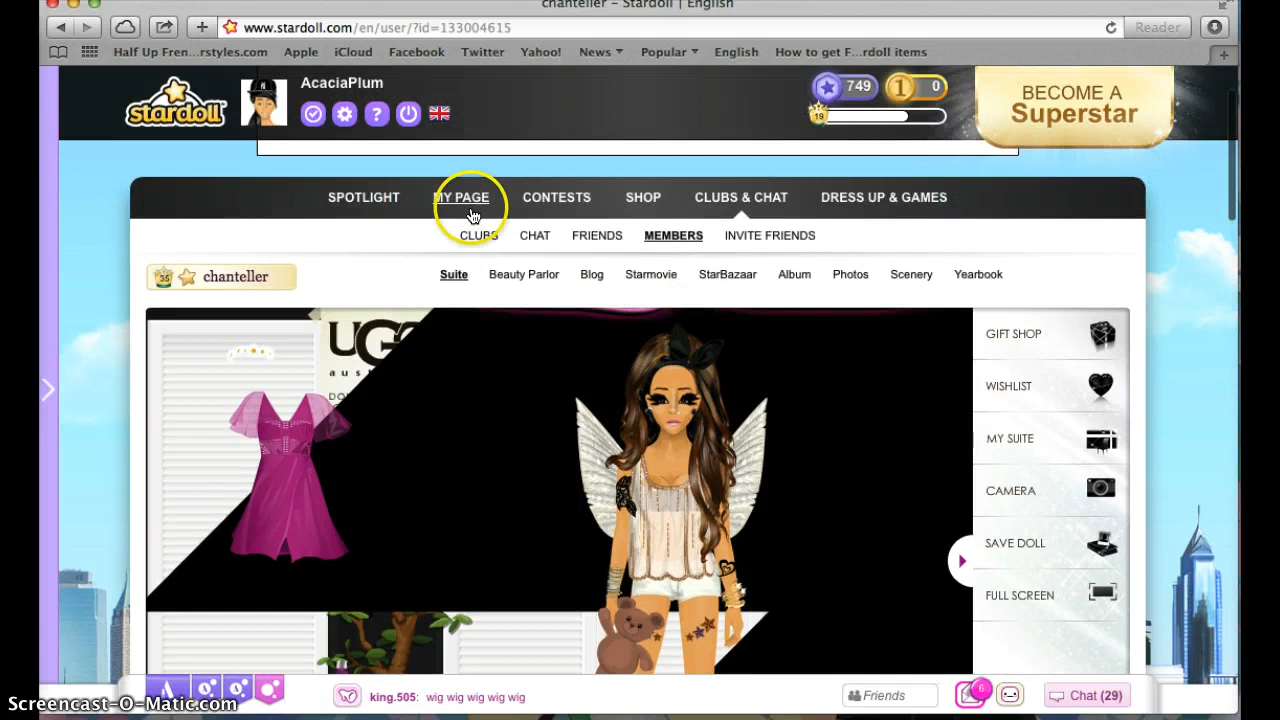 chanteller – Stardoll | English
www.stardoll.com/en/user/?id=133004615
Reader
Half Up Fren...rstyles.com Apple iCloud Facebook Twitter Yahoo! News Popular English How to get F...rdoll items
stardoll
AcaciaPlum
749
1 0
19
BECOME A
Superstar
SPOTLIGHT MY PAGE CONTESTS SHOP CLUBS & CHAT DRESS UP & GAMES
CLUBS CHAT FRIENDS MEMBERS INVITE FRIENDS
35 chanteller
Suite Beauty Parlor Blog Starmovie StarBazaar Album Photos Scenery Yearbook
UGG
aus
DO
GIFT SHOP
WISHLIST
MY SUITE
CAMERA
SAVE DOLL
FULL SCREEN
king.505: wig wig wig wig wio
Friends
6
Chat (29)
Screencast-O-Matic.com